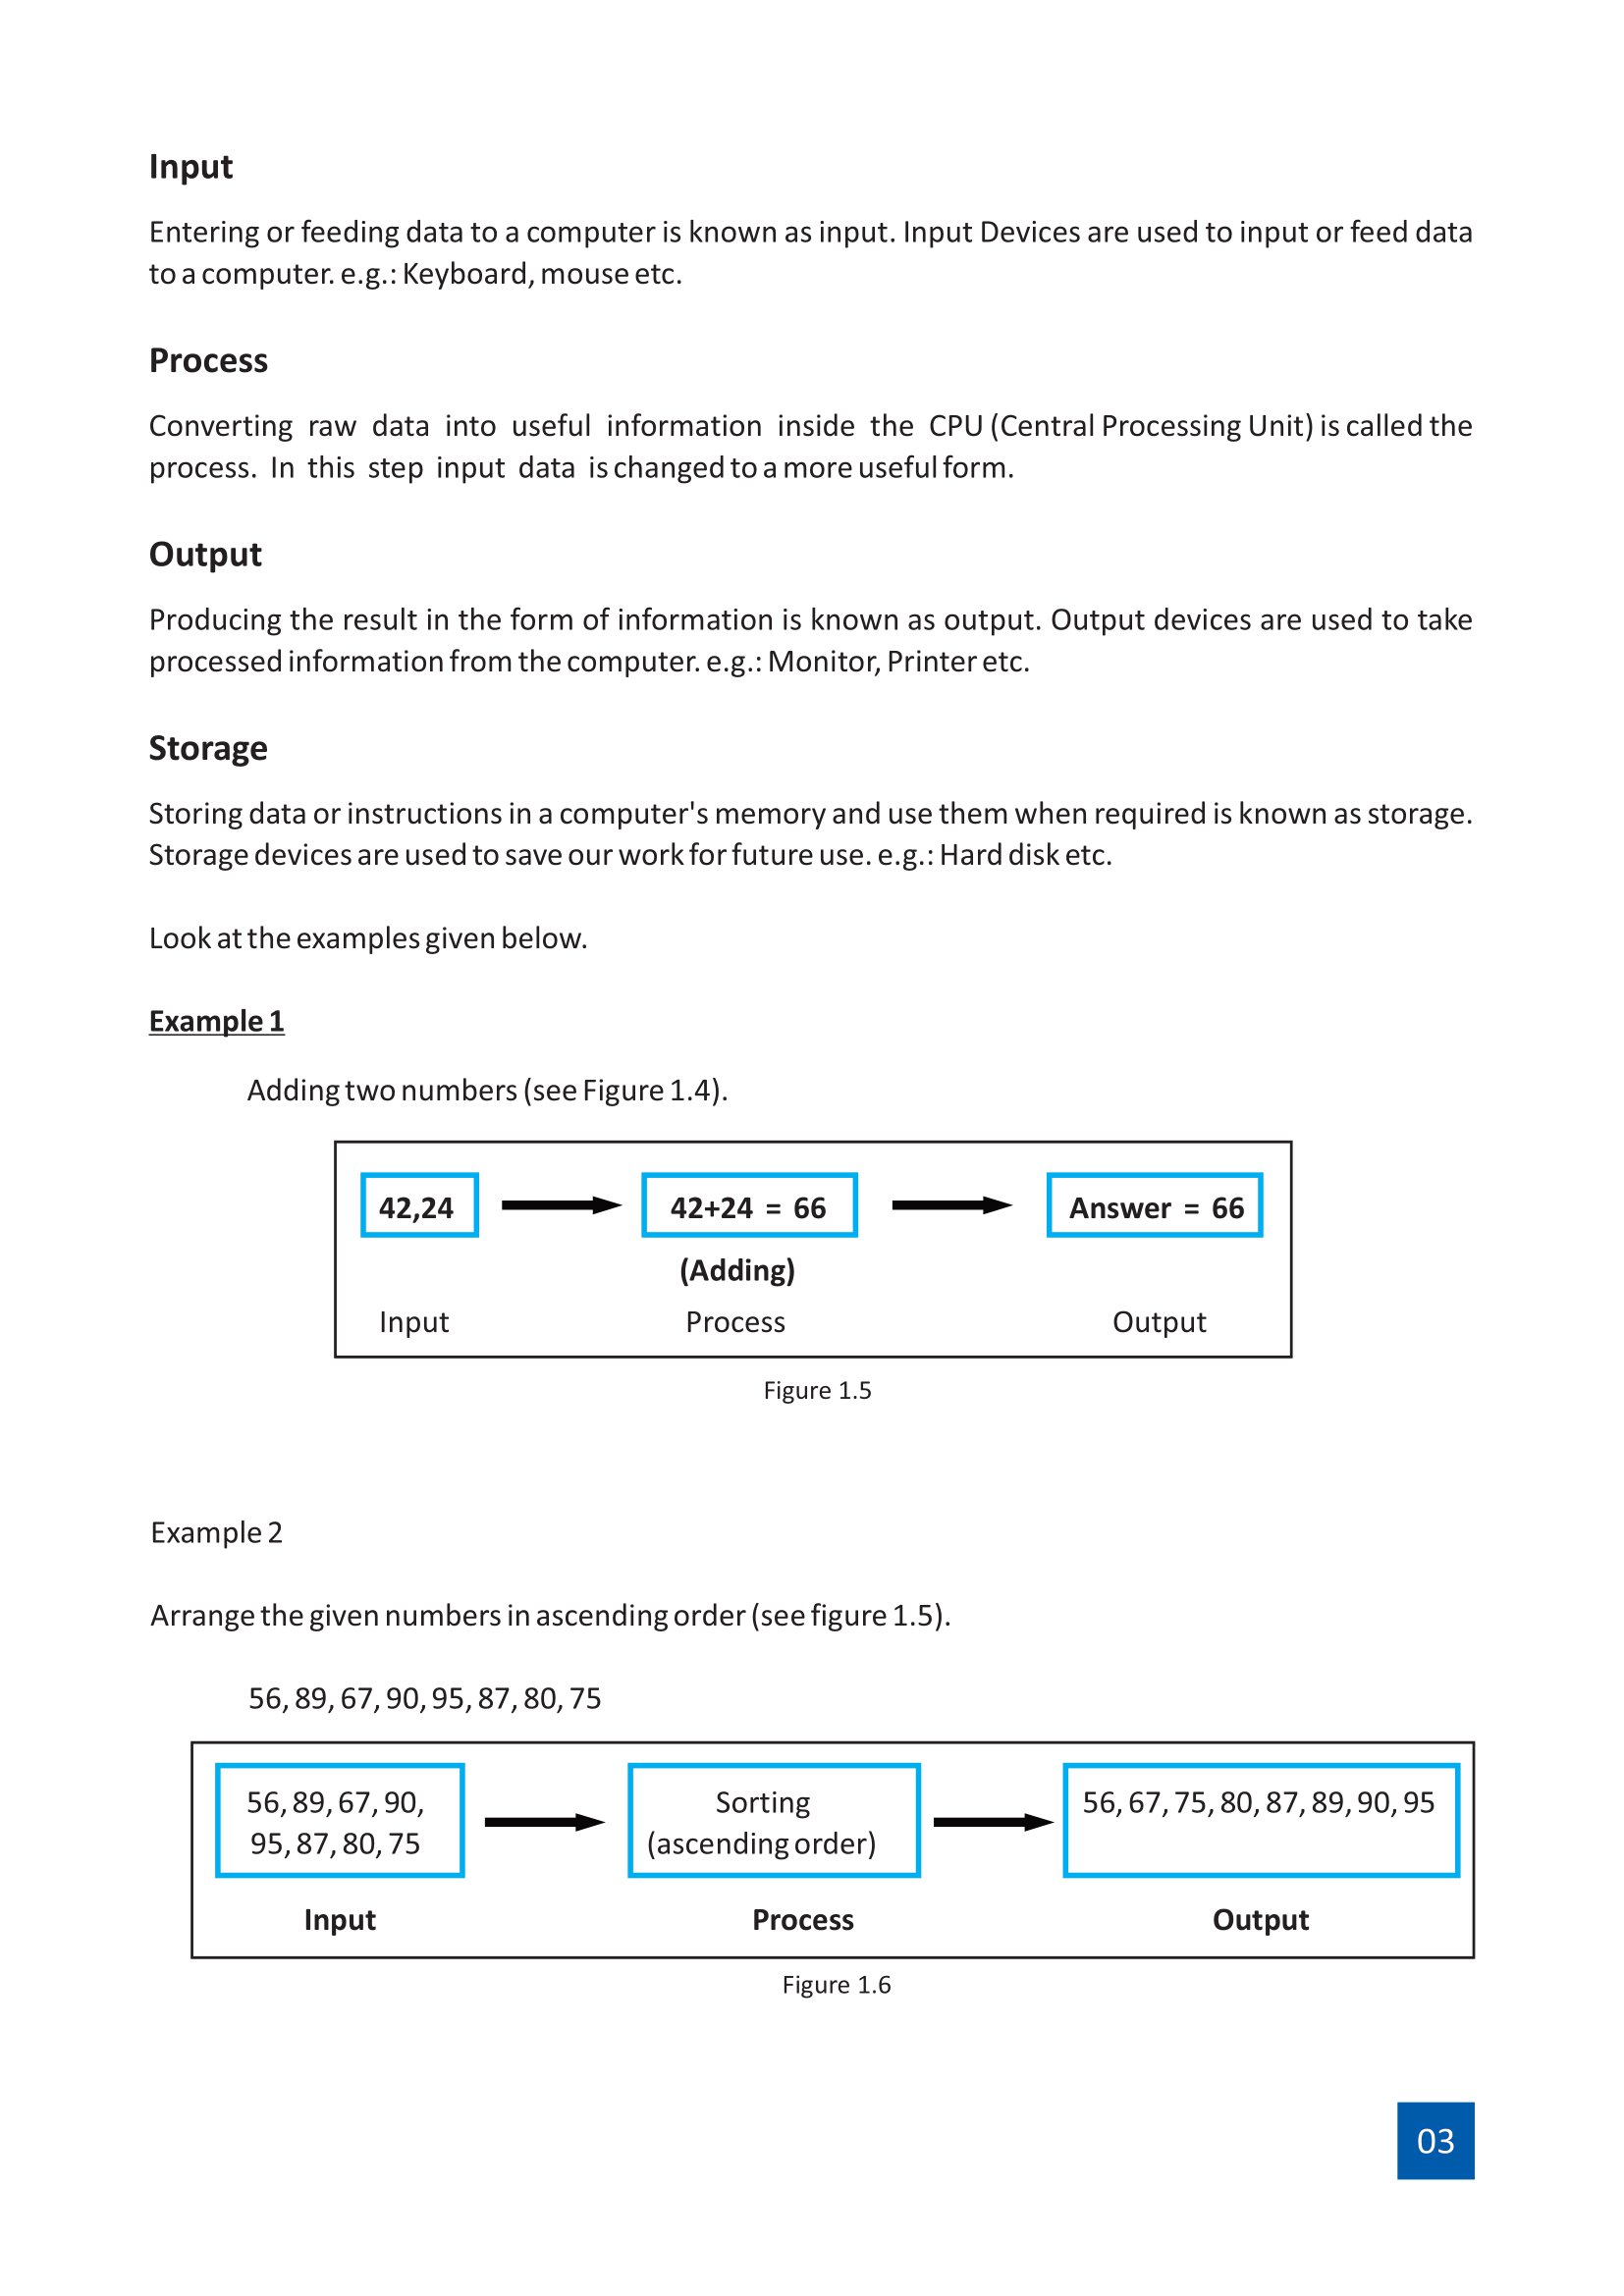 Input
Entering or feeding data to a computer is known as input. Input Devices are used to input or feed data
to a computer. e.g.: Keyboard, mouse etc.
Process
Converting raw data into useful information inside the CPU (Central Processing Unit) is called the
process. In this step input data is changed to a more useful form.
Output
Producing the result in the form of information is known as output. Output devices are used to take
processed information from the computer. e.g.: Monitor, Printer etc.
Storage
Storing data or instructions in a computer's memory and use them when required is known as storage.
Storage devices are used to save our work for future use. e.g.: Hard disk etc.
Look at the examples given below.
Example 1
Adding two numbers (see Figure 1.4).
42,24 42+24 = 66 Answer = 66
(Adding)
Input Process Output
Figure 1.5
Example 2
Arrange the given numbers in ascending order (see figure 1.5).
56, 89, 67, 90, 95, 87, 80, 75
56, 89, 67, 90,
95, 87, 80, 75
Sorting
(ascending order)
56, 67, 75, 80, 87, 89, 90, 95
Input Process Output
Figure 1.6
03